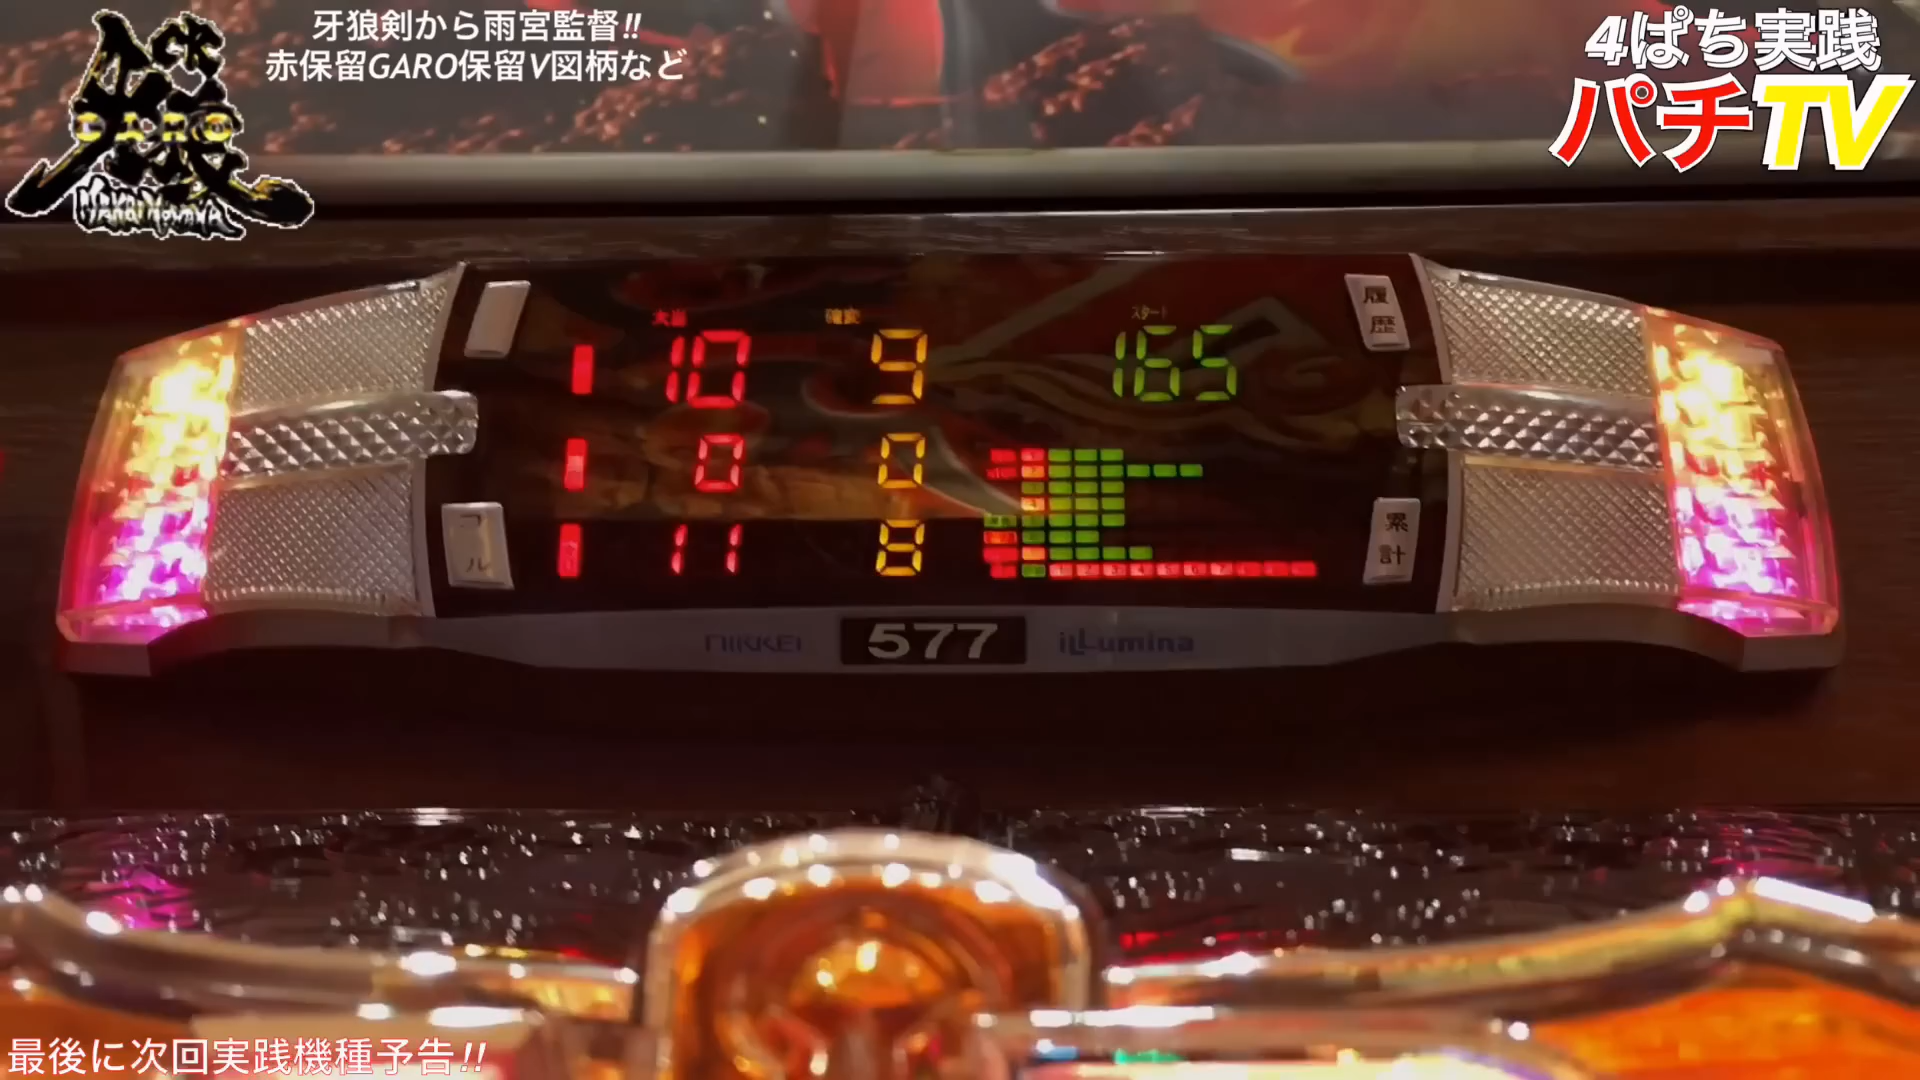 牙狼剣から雨宮監督!!
赤保留GARO保留V図柄など
4ぱち実践
パチTV
GARO
大当
確変
スタート
履歴
10
9
165
0
0
11
8
累計
NIKKEI
577
iLLumina
最後に次回実践機種予告!!